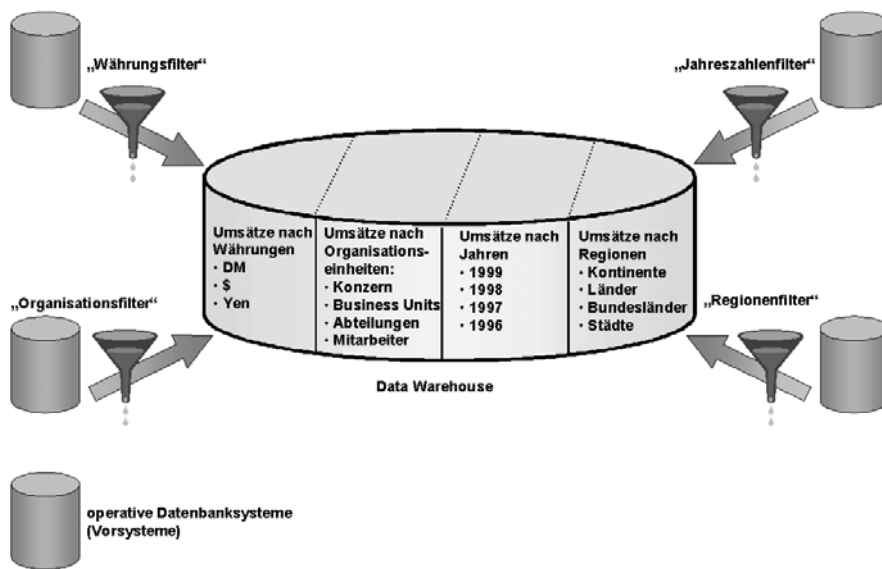 „Währungsfilter“
„Jahreszahlenfilter“
Umsätze nach
Währungen
· DM
· $
· Yen
Umsätze nach
Organisations-
einheiten:
· Konzern
· Business Units
· Abteilungen
· Mitarbeiter
Umsätze nach
Jahren
· 1999
· 1998
· 1997
· 1996
Umsätze nach
Regionen
· Kontinente
· Länder
· Bundesländer
· Städte
„Organisationsfilter“
„Regionenfilter“
Data Warehouse
operative Datenbanksysteme
(Vorsysteme)